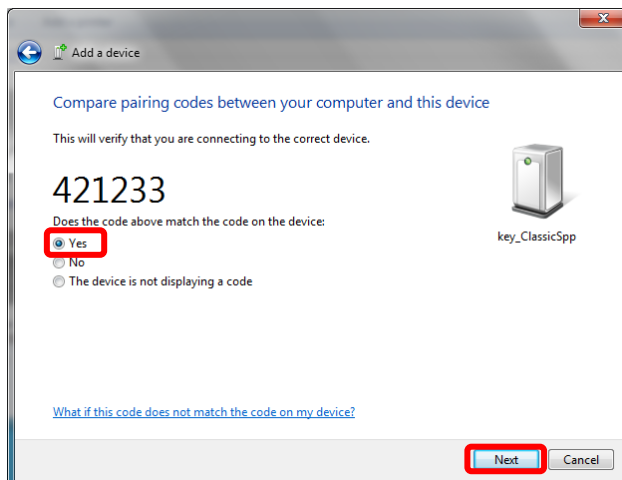 Add a device
Compare pairing codes between your computer and this device
This will verify that you are connecting to the correct device.
421233
Does the code above match the code on the device:
key_ClassicSpp
Yes
No
The device is not displaying a code
What if this code does not match the code on my device?
Next
Cancel